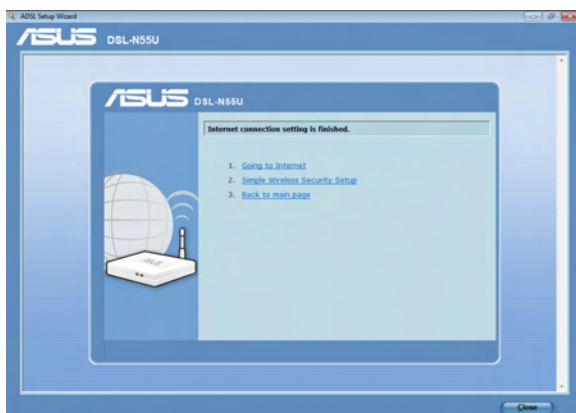 ADSL Setup Wizard
ASUS DSL-N55U
ASUS DSL-N55U
Internet connection setting is finished.
1. Going to Internet
2. Simple Wireless Security Setup
3. Back to main page
ASUS
Close